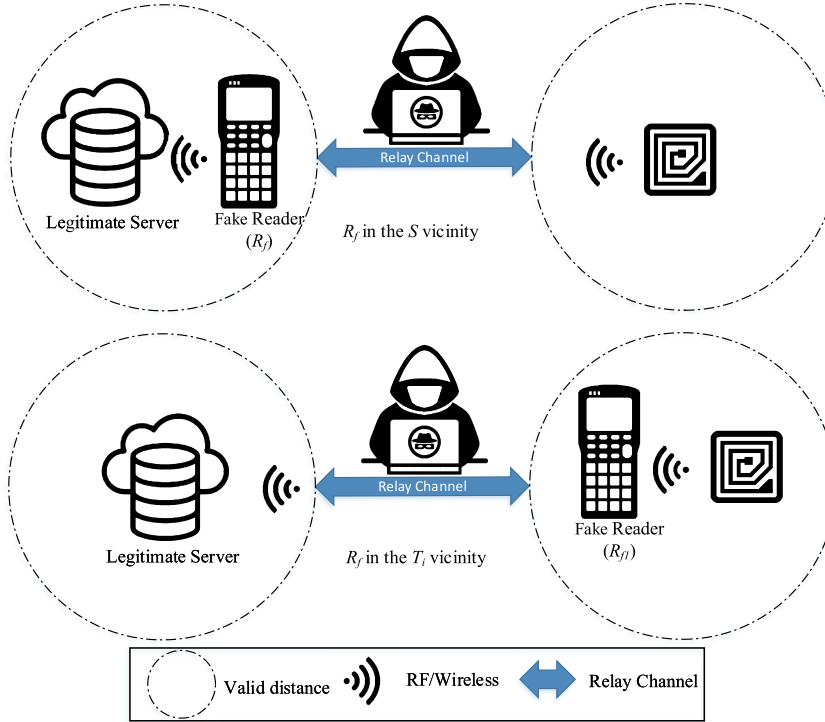 Relay Channel
Legitimate Server
Fake Reader
(Rf)
Rf in the S vicinity
Relay Channel
Legitimate Server
Fake Reader
(Rf1)
Rf in the Ti vicinity
Valid distance
RF/Wireless
Relay Channel